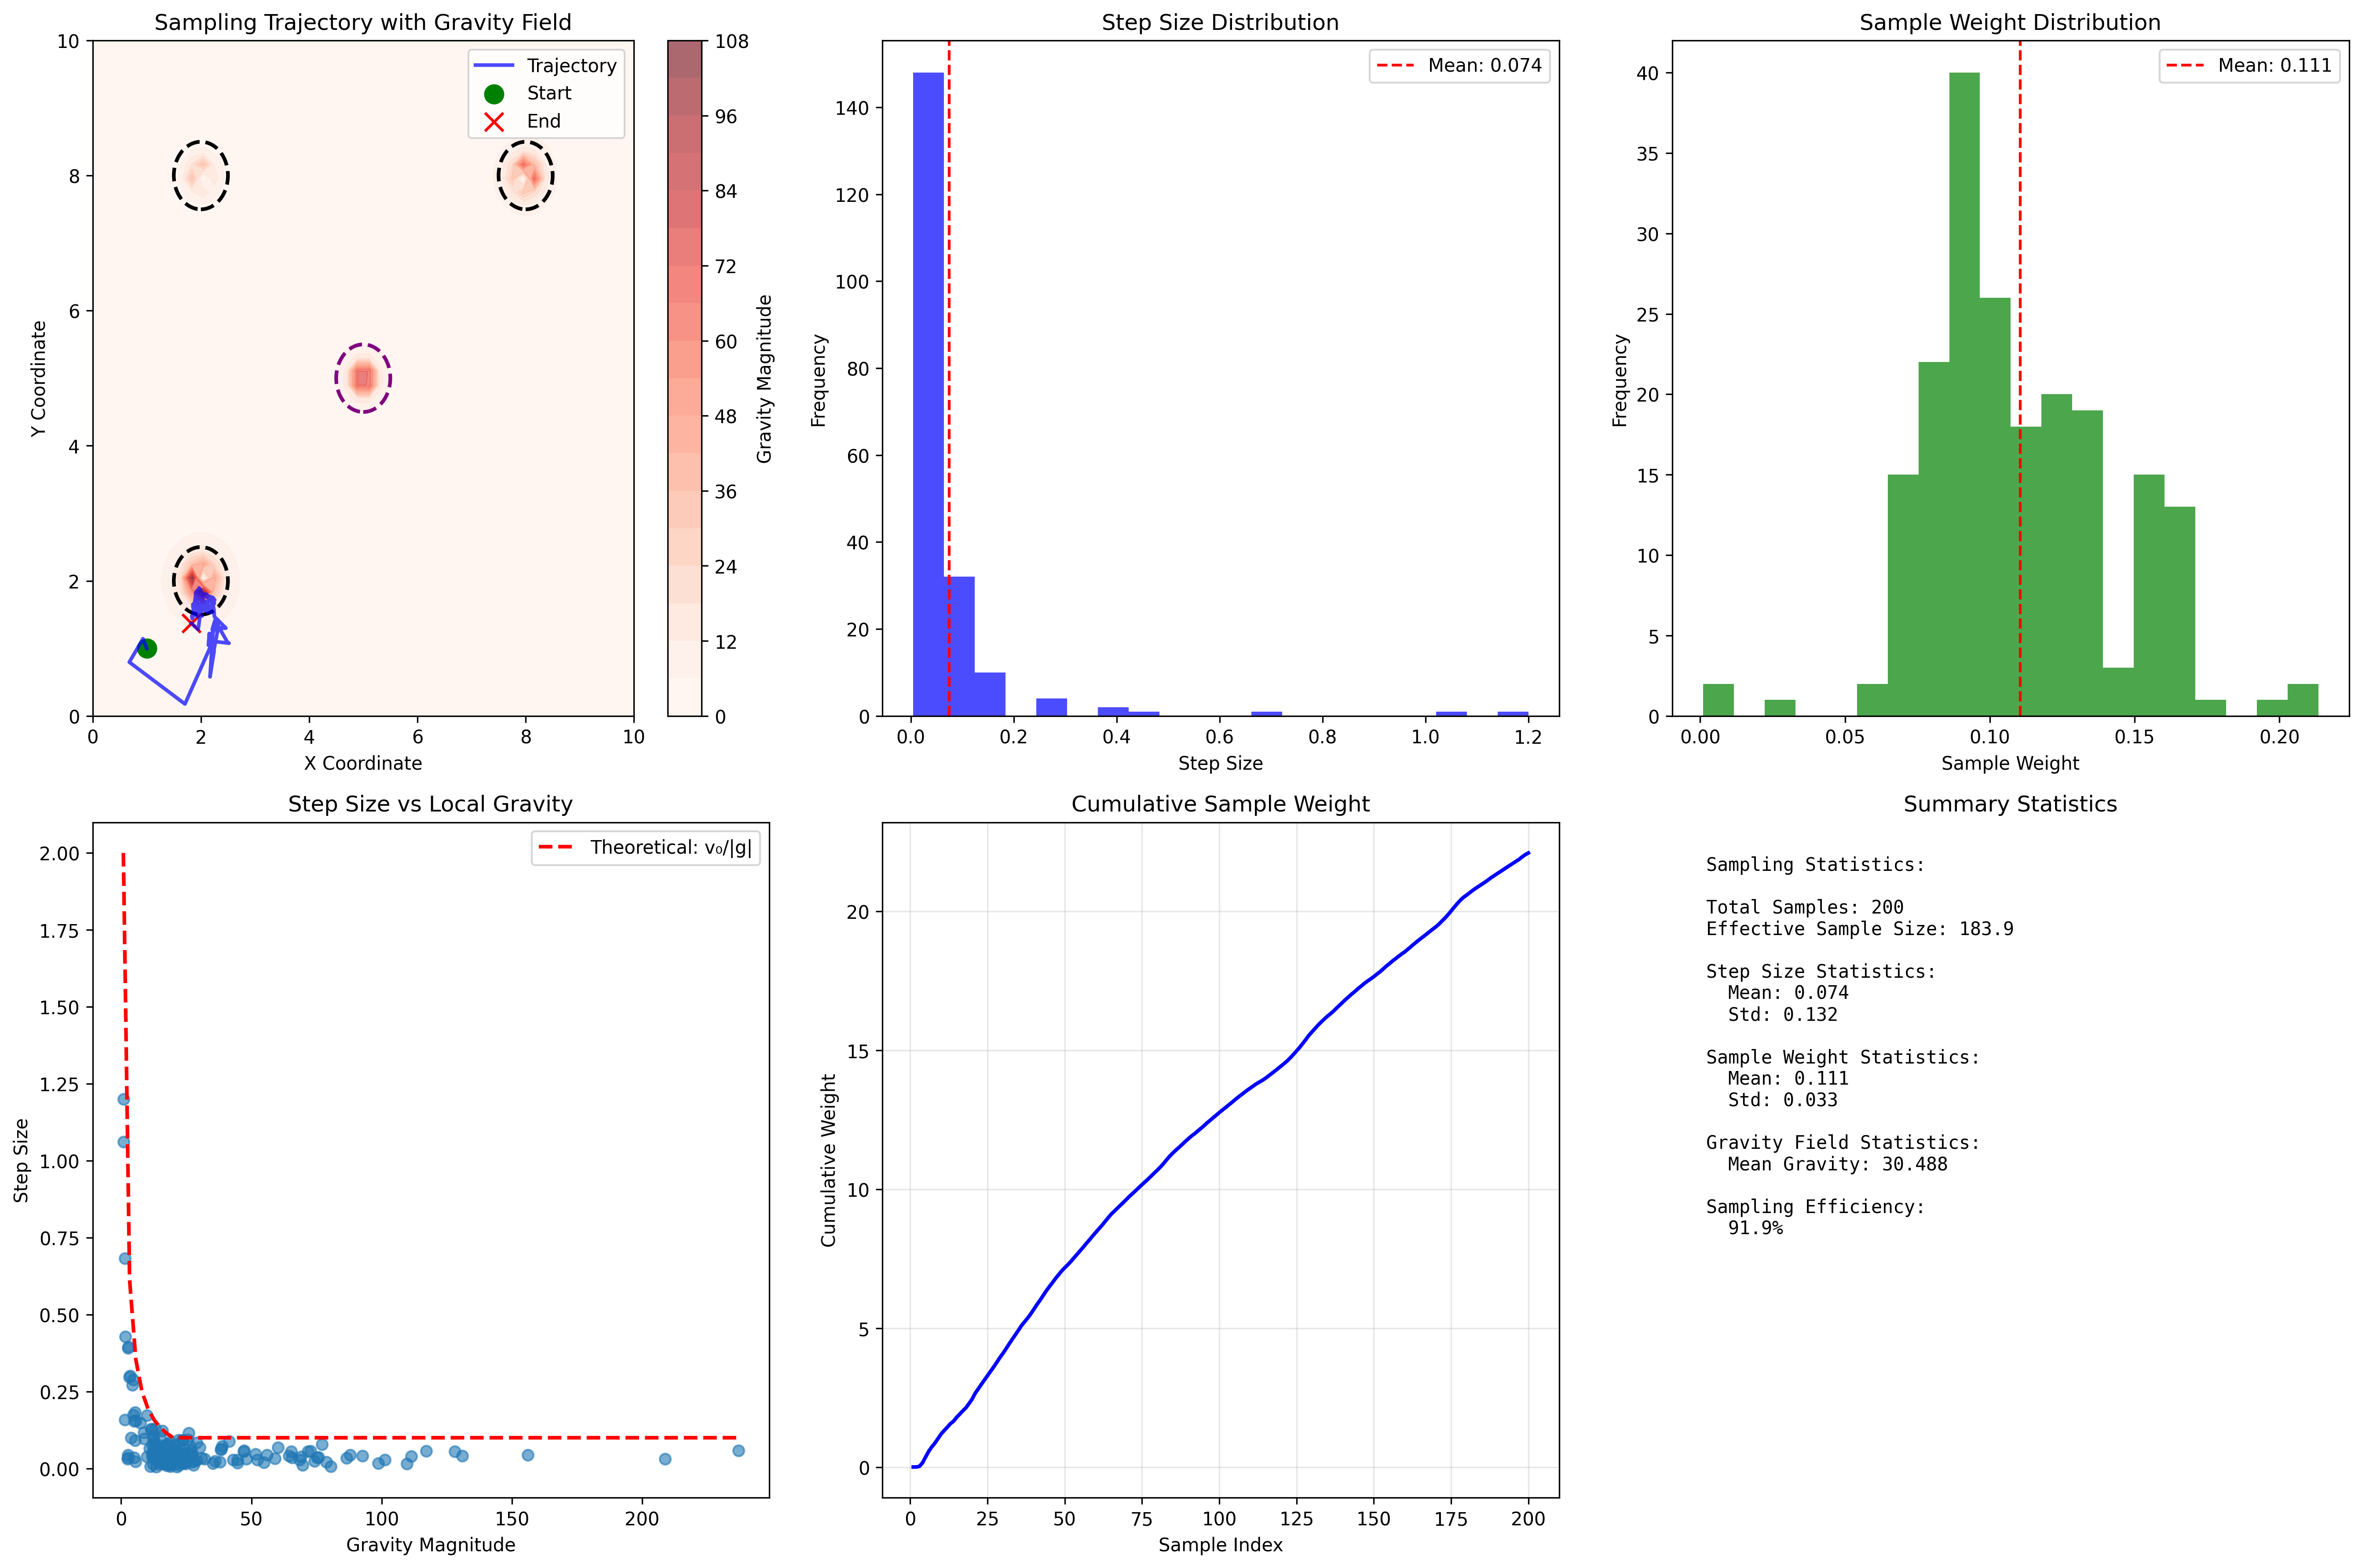 Sampling Trajectory with Gravity Field
10
8
6
4
2
0
Y Coordinate
0 2 4 6 8 10
X Coordinate
Trajectory
Start
End
108
96
84
72
60
48
36
24
12
0
Gravity Magnitude
Step Size Distribution
Mean: 0.074
140
120
100
80
60
40
20
0
Frequency
0.0 0.2 0.4 0.6 0.8 1.0 1.2
Step Size
Sample Weight Distribution
Mean: 0.111
40
35
30
25
20
15
10
5
0
Frequency
0.00 0.05 0.10 0.15 0.20
Sample Weight
Step Size vs Local Gravity
Theoretical: v₀/|g|
2.00
1.75
1.50
1.25
1.00
0.75
0.50
0.25
0.00
Step Size
0 50 100 150 200
Gravity Magnitude
Cumulative Sample Weight
20
15
10
5
0
Cumulative Weight
0 25 50 75 100 125 150 175 200
Sample Index
Summary Statistics
Sampling Statistics:
Total Samples: 200
Effective Sample Size: 183.9
Step Size Statistics:
Mean: 0.074
Std: 0.132
Sample Weight Statistics:
Mean: 0.111
Std: 0.033
Gravity Field Statistics:
Mean Gravity: 30.488
Sampling Efficiency:
91.9%